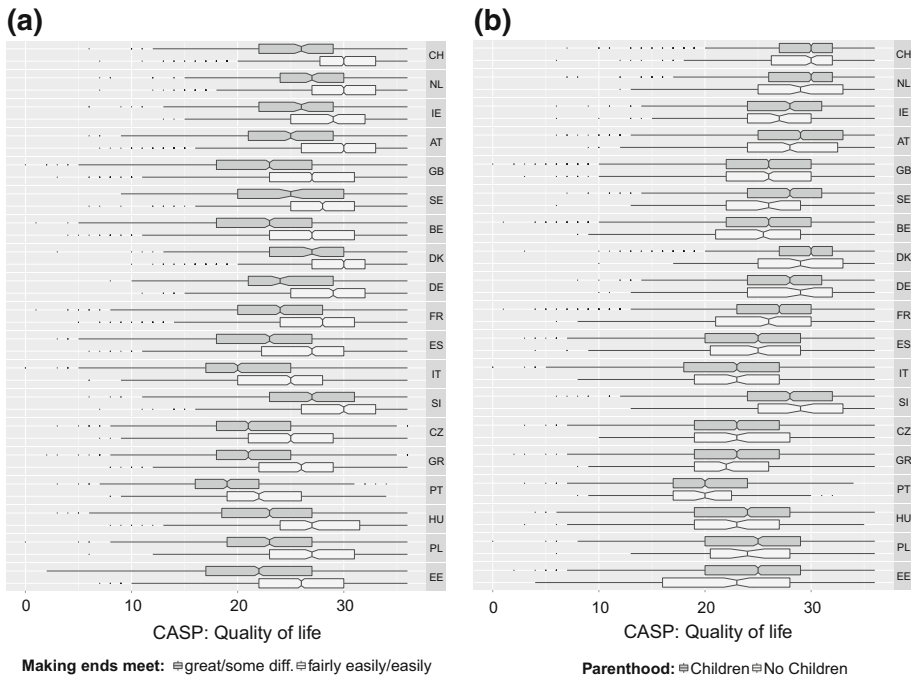 (a)
CH
NL
IE
AT
GB
SE
BE
DK
DE
FR
ES
IT
SI
CZ
GR
PT
HU
PL
EE
0 10 20 30
CASP: Quality of life
Making ends meet: great/some diff. fairly easily/easily
(b)
CH
NL
IE
AT
GB
SE
BE
DK
DE
FR
ES
IT
SI
CZ
GR
PT
HU
PL
EE
0 10 20 30
CASP: Quality of life
Parenthood: Children No Children